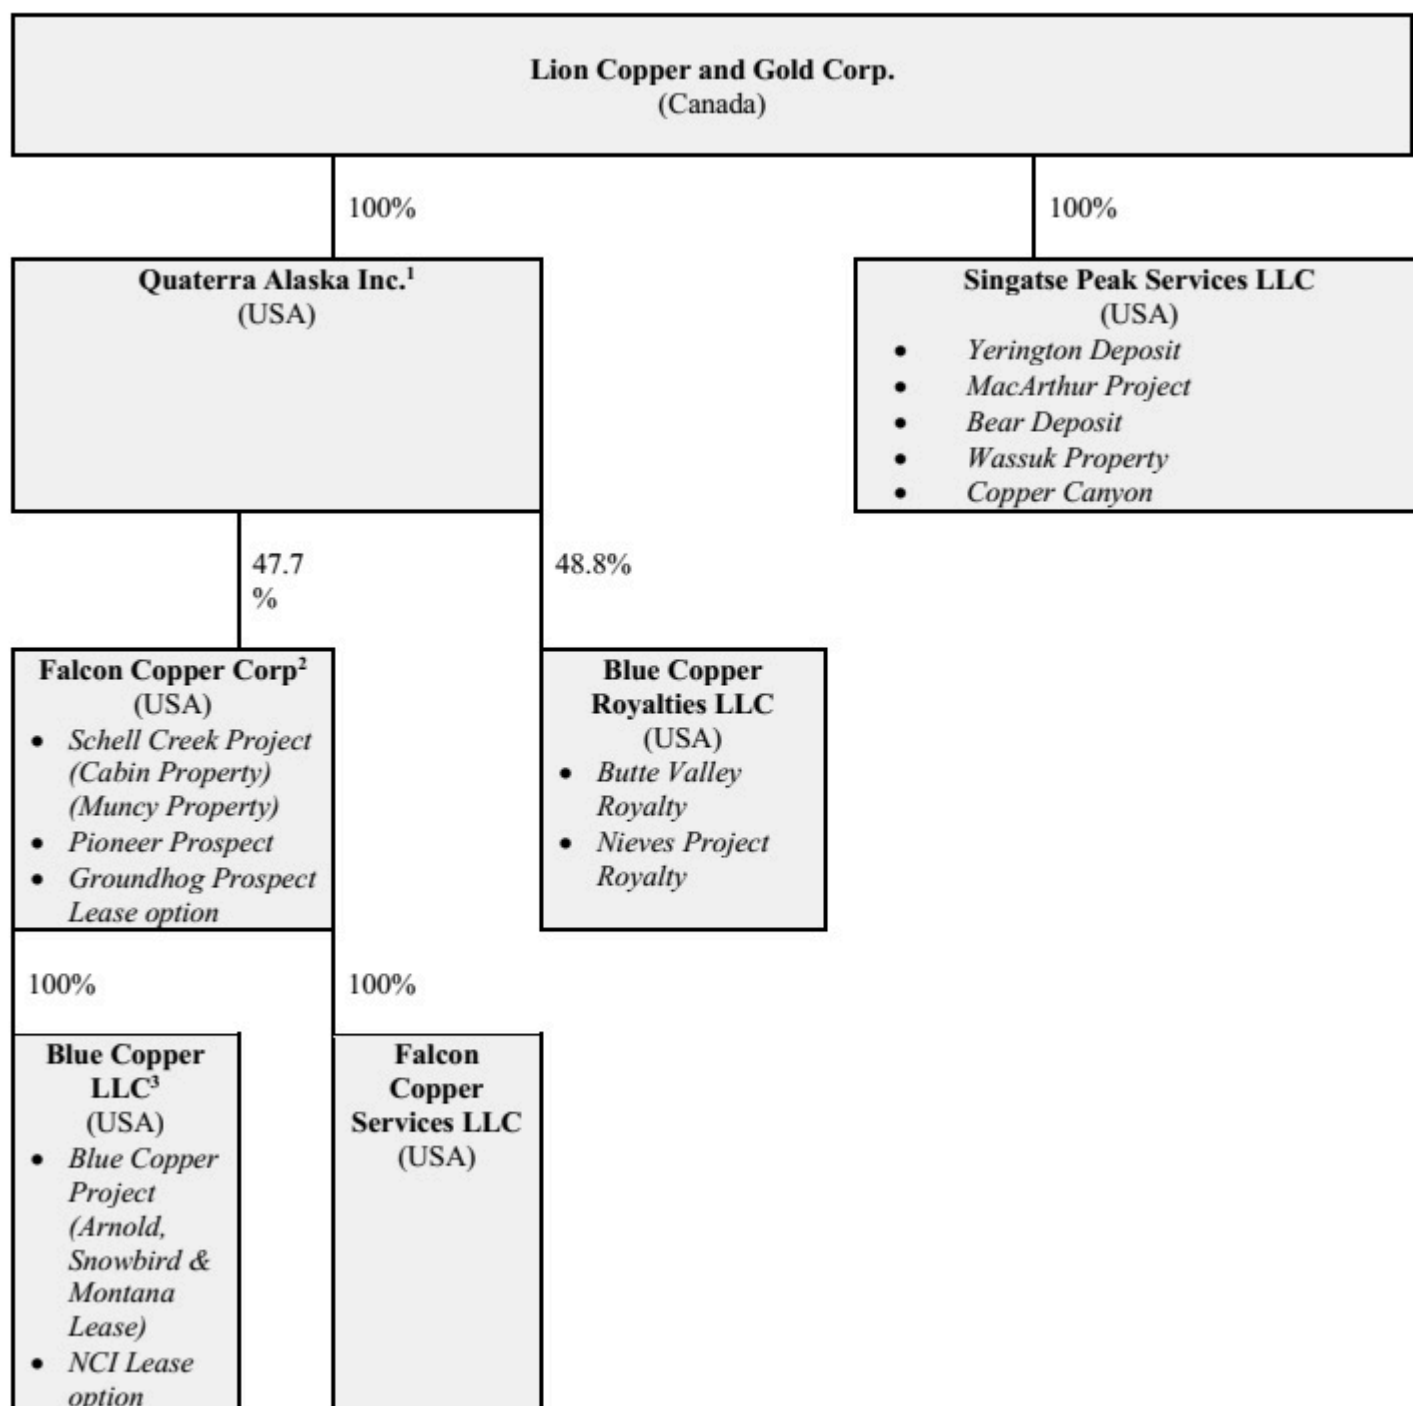 Lion Copper and Gold Corp.
(Canada)
100%
100%
Quaterra Alaska Inc.¹
(USA)
Singatse Peak Services LLC
(USA)
• Yerington Deposit
• MacArthur Project
• Bear Deposit
• Wassuk Property
• Copper Canyon
47.7
%
48.8%
Falcon Copper Corp²
(USA)
• Schell Creek Project
(Cabin Property)
(Muncy Property)
• Pioneer Prospect
• Groundhog Prospect
Lease option
Blue Copper
Royalties LLC
(USA)
• Butte Valley
Royalty
• Nieves Project
Royalty
100%
100%
Blue Copper
LLC³
(USA)
• Blue Copper
Project
(Arnold,
Snowbird &
Montana
Lease)
• NCI Lease
option
Falcon
Copper
Services LLC
(USA)